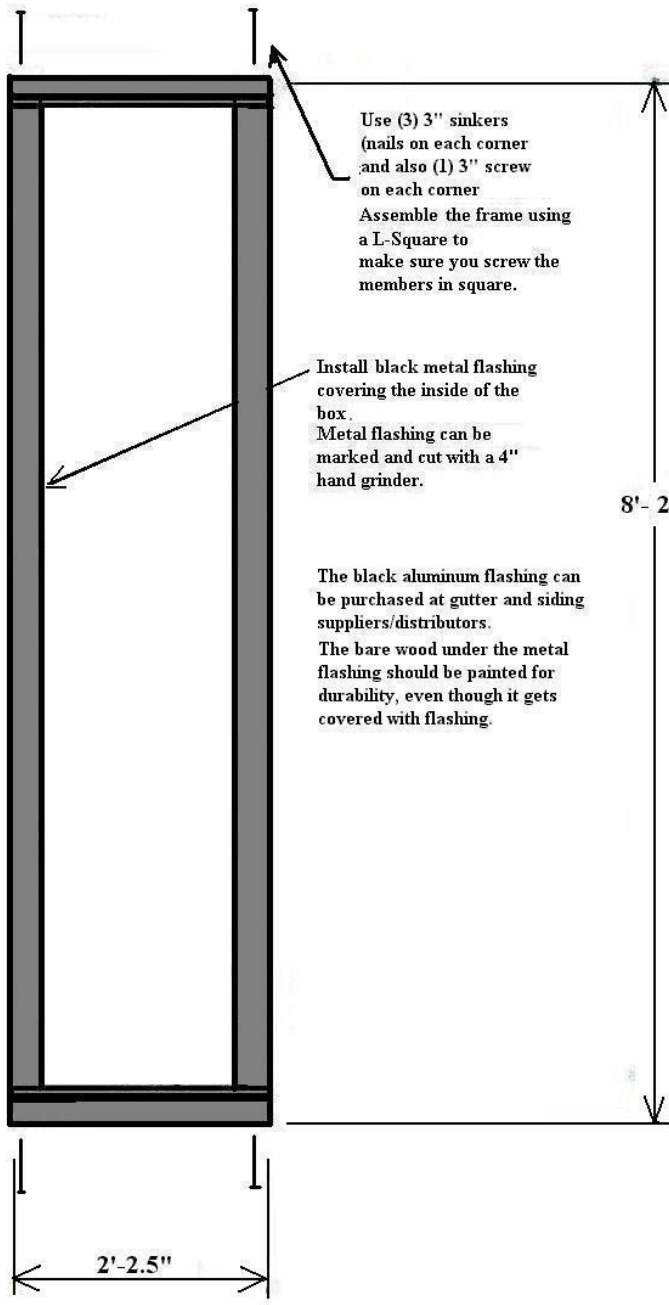 Use (3) 3" sinkers
(nails on each corner
and also (1) 3" screw
on each corner
Assemble the frame using
a L-Square to
make sure you screw the
members in square.
Install black metal flashing
covering the inside of the
box.
Metal flashing can be
marked and cut with a 4"
hand grinder.
8'- 2
The black aluminum flashing can
be purchased at gutter and siding
suppliers/distributors.
The bare wood under the metal
flashing should be painted for
durability, even though it gets
covered with flashing.
2'-2.5"